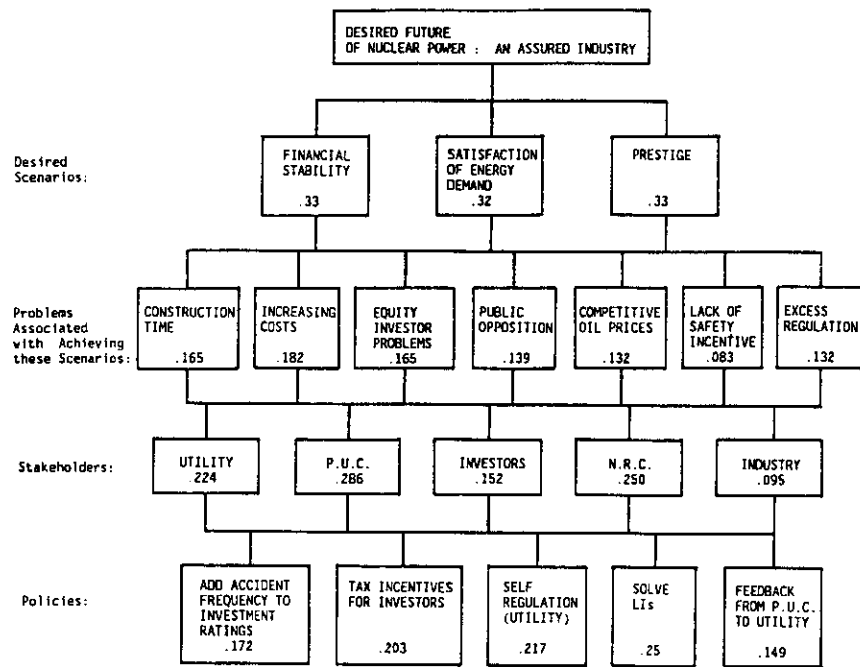 DESIRED FUTURE
OF NUCLEAR POWER : AN ASSURED INDUSTRY
Desired
Scenarios:
FINANCIAL
STABILITY
.33
SATISFACTION
OF ENERGY
DEMAND
.32
PRESTIGE
.33
Problems
Associated
with Achieving
these Scenarios:
CONSTRUCTION
TIME
.165
INCREASING
COSTS
.182
EQUITY
INVESTOR
PROBLEMS
.165
PUBLIC
OPPOSITION
.139
COMPETITIVE
OIL PRICES
.132
LACK OF
SAFETY
INCENTIVE
.083
EXCESS
REGULATION
.132
Stakeholders:
UTILITY
.224
P.U.C.
.286
INVESTORS
.152
N.R.C.
.250
INDUSTRY
.095
Policies:
ADD ACCIDENT
FREQUENCY TO
INVESTMENT
RATINGS
.172
TAX INCENTIVES
FOR INVESTORS
.203
SELF
REGULATION
(UTILITY)
.217
SOLVE
LIs
.25
FEEDBACK
FROM P.U.C.
TO UTILITY
.149